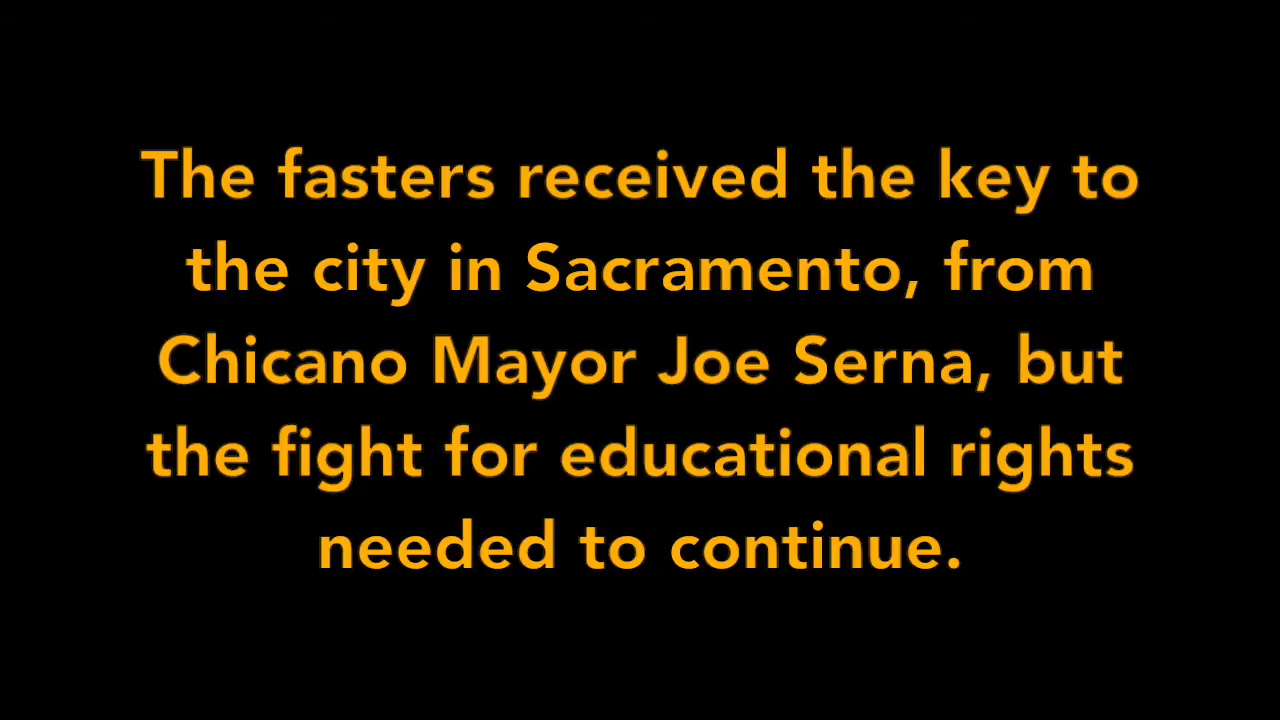 The fasters received the key to
the city in Sacramento, from
Chicano Mayor Joe Serna, but
the fight for educational rights
needed to continue.